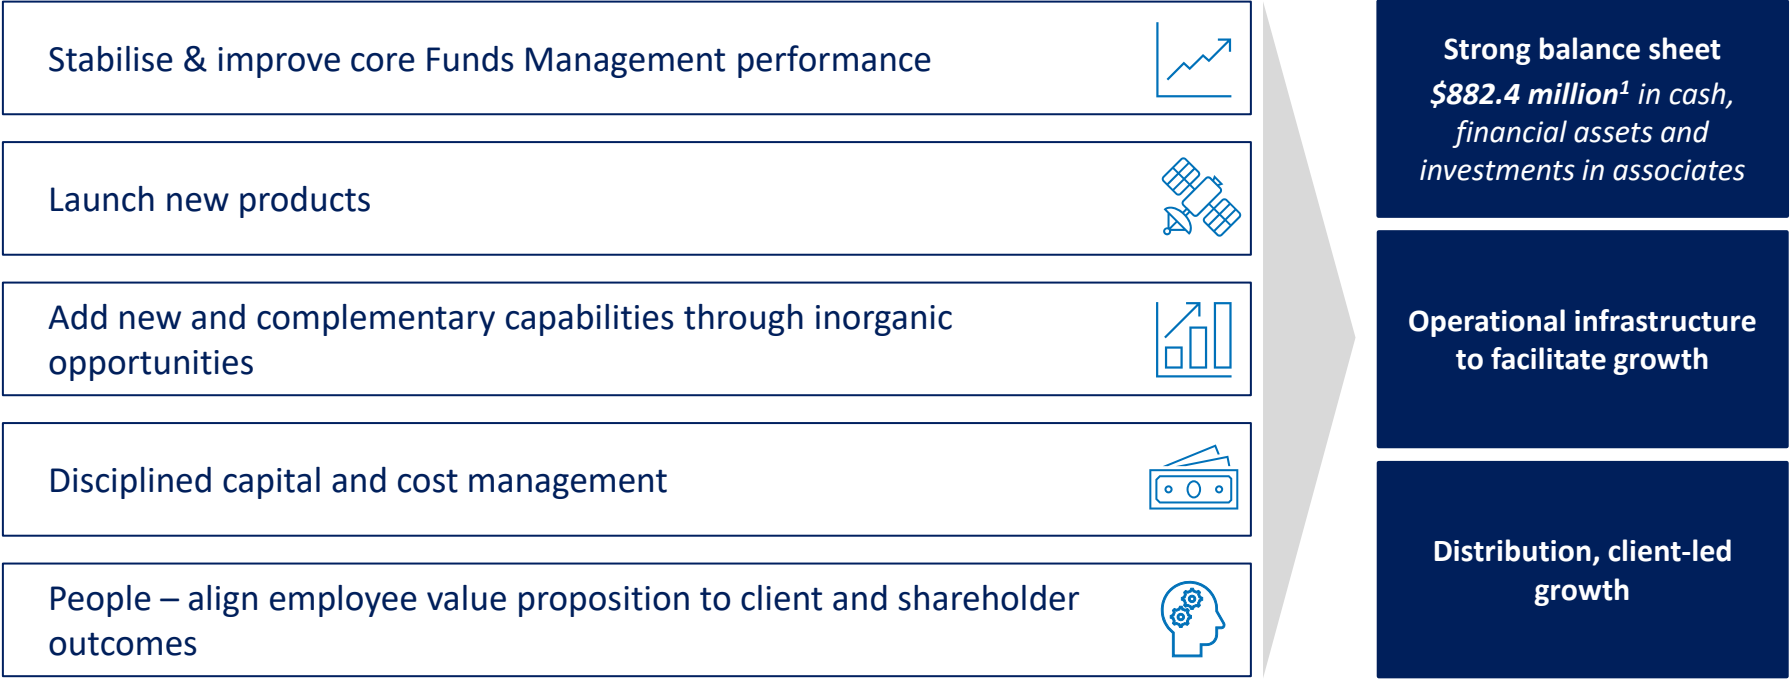 Stabilise & improve core Funds Management performance
Launch new products
Add new and complementary capabilities through inorganic
opportunities
Disciplined capital and cost management
People – align employee value proposition to client and shareholder
outcomes
Strong balance sheet
$882.4 million¹ in cash,
financial assets and
investments in associates
Operational infrastructure
to facilitate growth
Distribution, client-led
growth